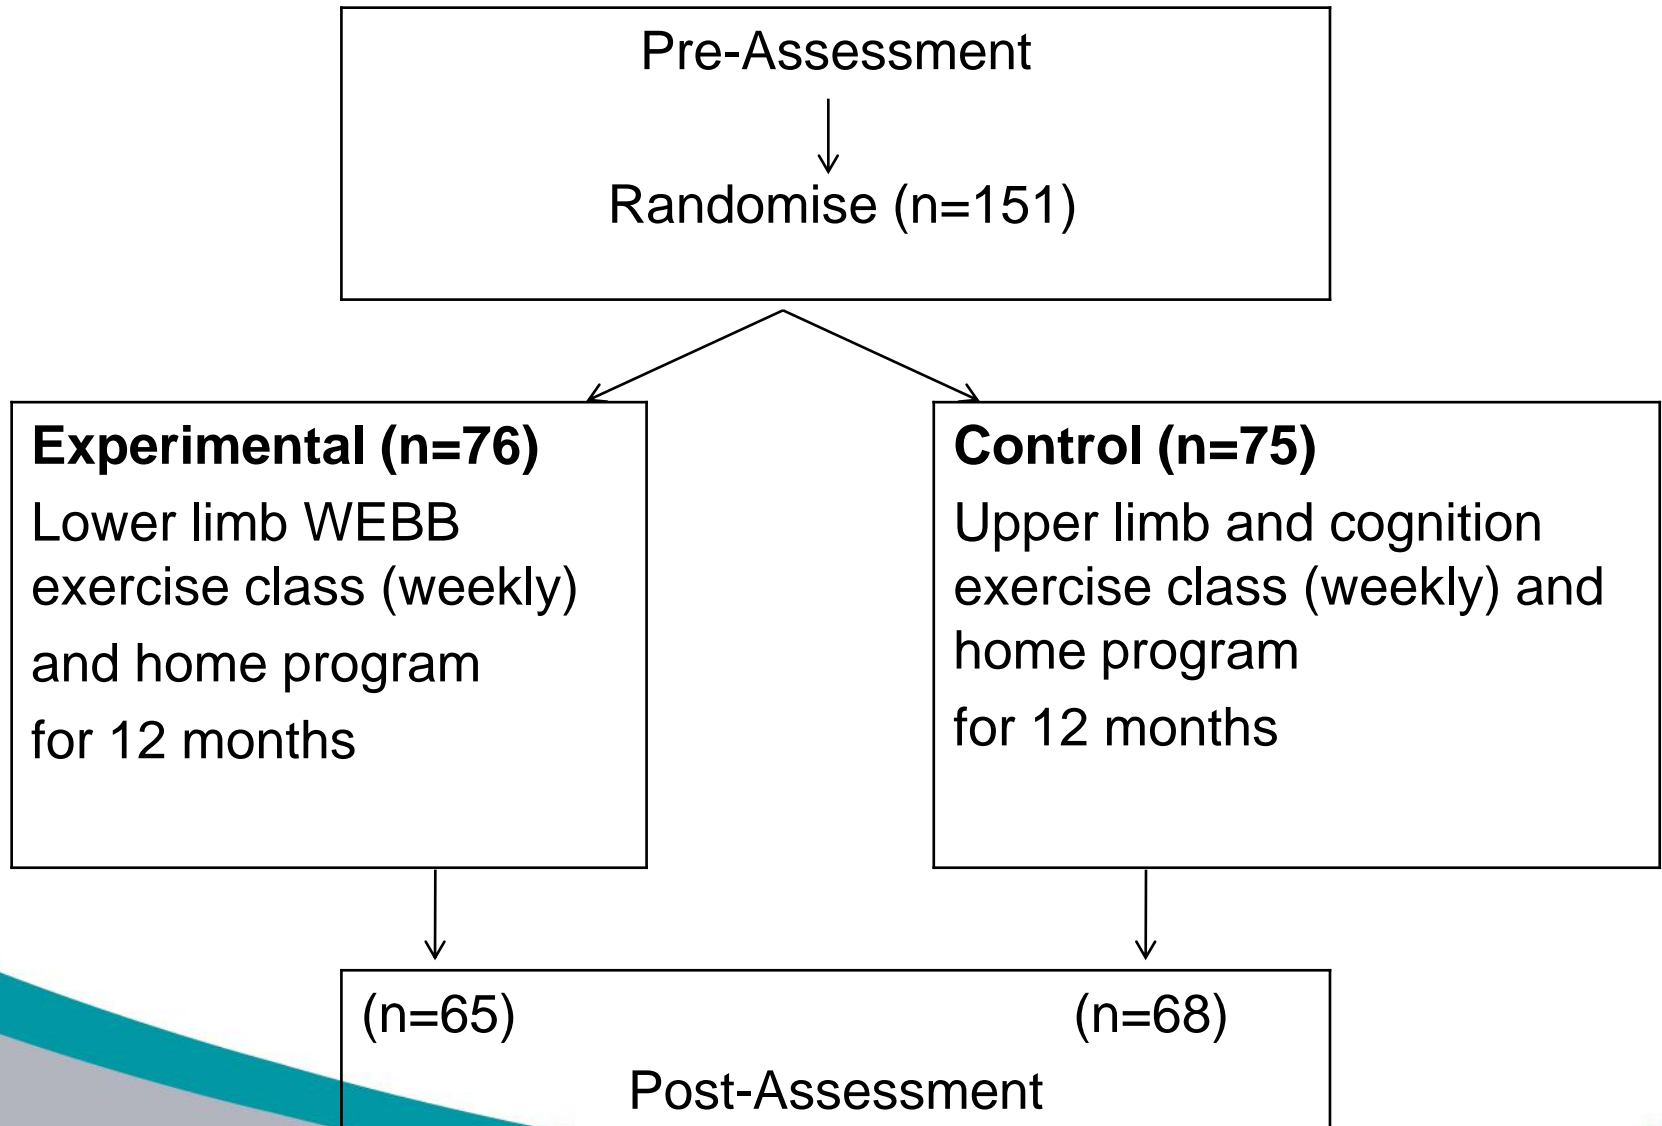 Pre-Assessment
Randomise (n=151)
Experimental (n=76)
Lower limb WEBB
exercise class (weekly)
and home program
for 12 months
Control (n=75)
Upper limb and cognition
exercise class (weekly) and
home program
for 12 months
(n=65) (n=68)
Post-Assessment